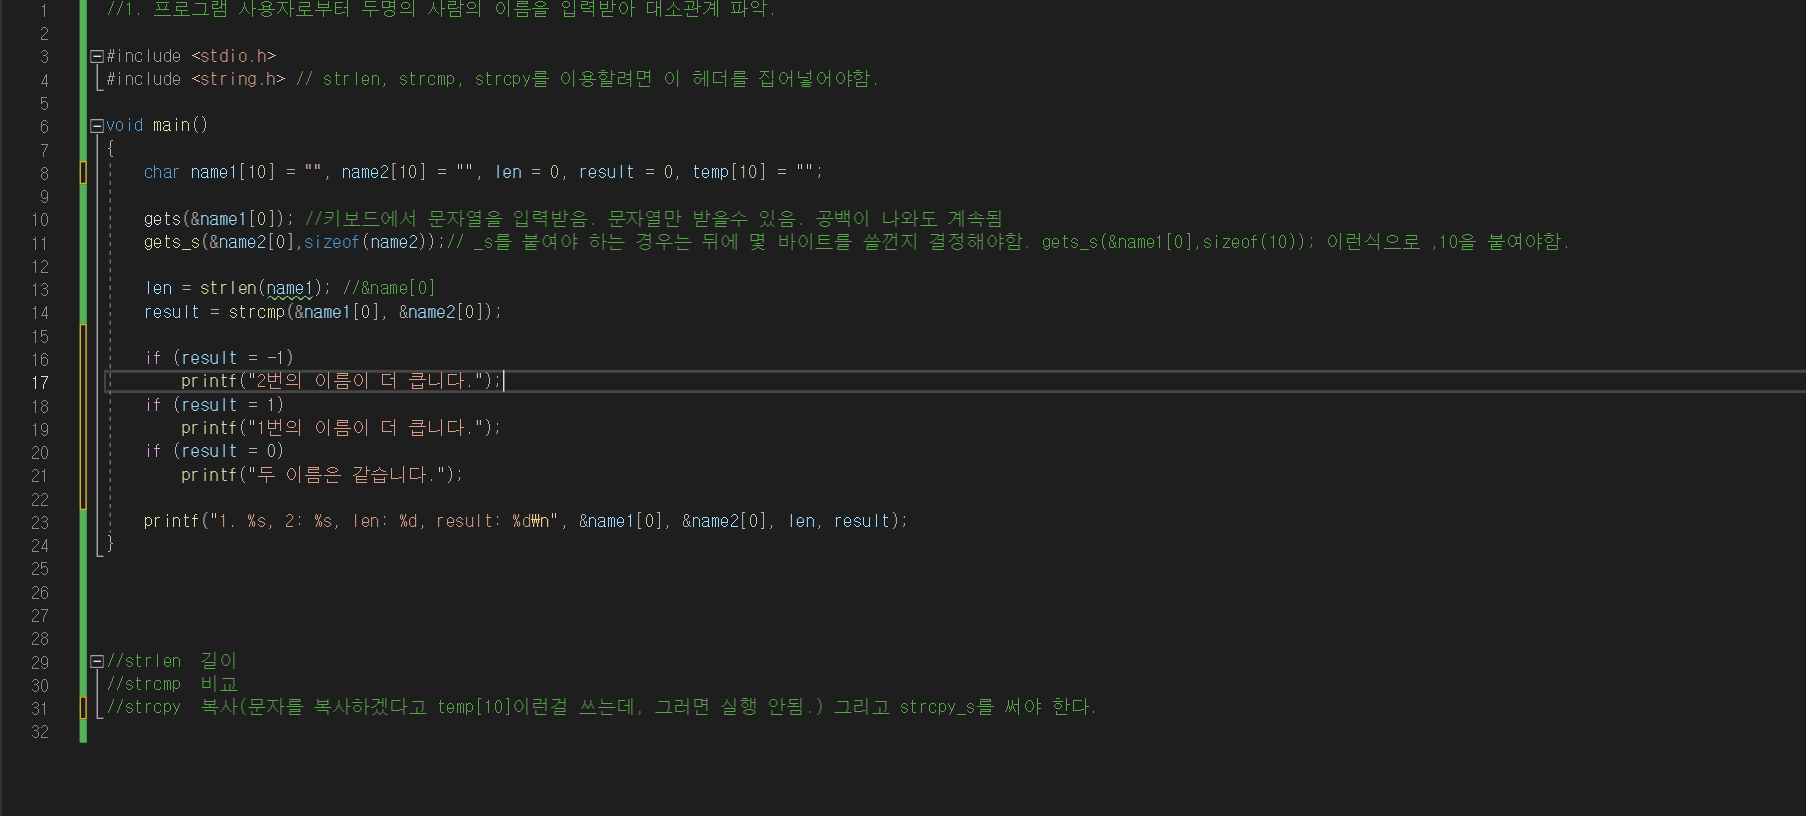 1 //1. 프로그램 사용자로부터 두명의 사람의 이름을 입력받아 대소관계 파악.
2
3 #include <stdio.h>
4 #include <string.h> // strlen, strcmp, strcpy를 이용할려면 이 헤더를 집어넣어야함.
5
6 void main()
7 {
8 char name1[10] = "", name2[10] = "", len = 0, result = 0, temp[10] = "";
9
10 gets(&name1[0]); //키보드에서 문자열을 입력받음. 문자열만 받을수 있음. 공백이 나와도 계속됨
11 gets_s(&name2[0],sizeof(name2));// _s를 붙여야 하는 경우는 뒤에 몇 바이트를 쓸껀지 결정해야함. gets_s(&name1[0],sizeof(10)); 이런식으로 ,10을 붙여야함.
12
13 len = strlen(name1); //&name[0]
14 result = strcmp(&name1[0], &name2[0]);
15
16 if (result = -1)
17 printf("2번의 이름이 더 큽니다.");
18 if (result = 1)
19 printf("1번의 이름이 더 큽니다.");
20 if (result = 0)
21 printf("두 이름은 같습니다.");
22
23 printf("1. %s, 2: %s, len: %d, result: %d₩n", &name1[0], &name2[0], len, result);
24 }
25
26
27
28
29 //strlen 길이
30 //strcmp 비교
31 //strcpy 복사(문자를 복사하겠다고 temp[10]이런걸 쓰는데, 그러면 실행 안됨.) 그리고 strcpy_s를 써야 한다.
32